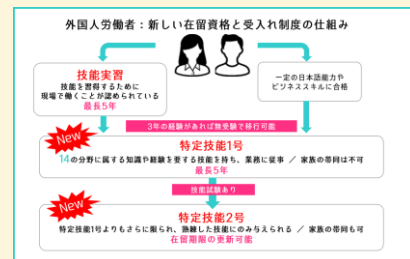 外国人労働者：新しい在留資格と受入れ制度の仕組み
技能実習
技能を習得するために
現場で働くことが認められている
最長5年
一定の日本語能力や
ビジネススキルに合格
3年の経験があれば無受験で移行可能
New
特定技能1号
14の分野に属する知識や経験を要する技能を持ち、業務に従事 ／ 家族の帯同は不可
最長5年
技能試験あり
New
特定技能2号
特定技能1号よりもさらに限られ、熟練した技能にのみ与えられる ／ 家族の帯同も可
在留期限の更新可能